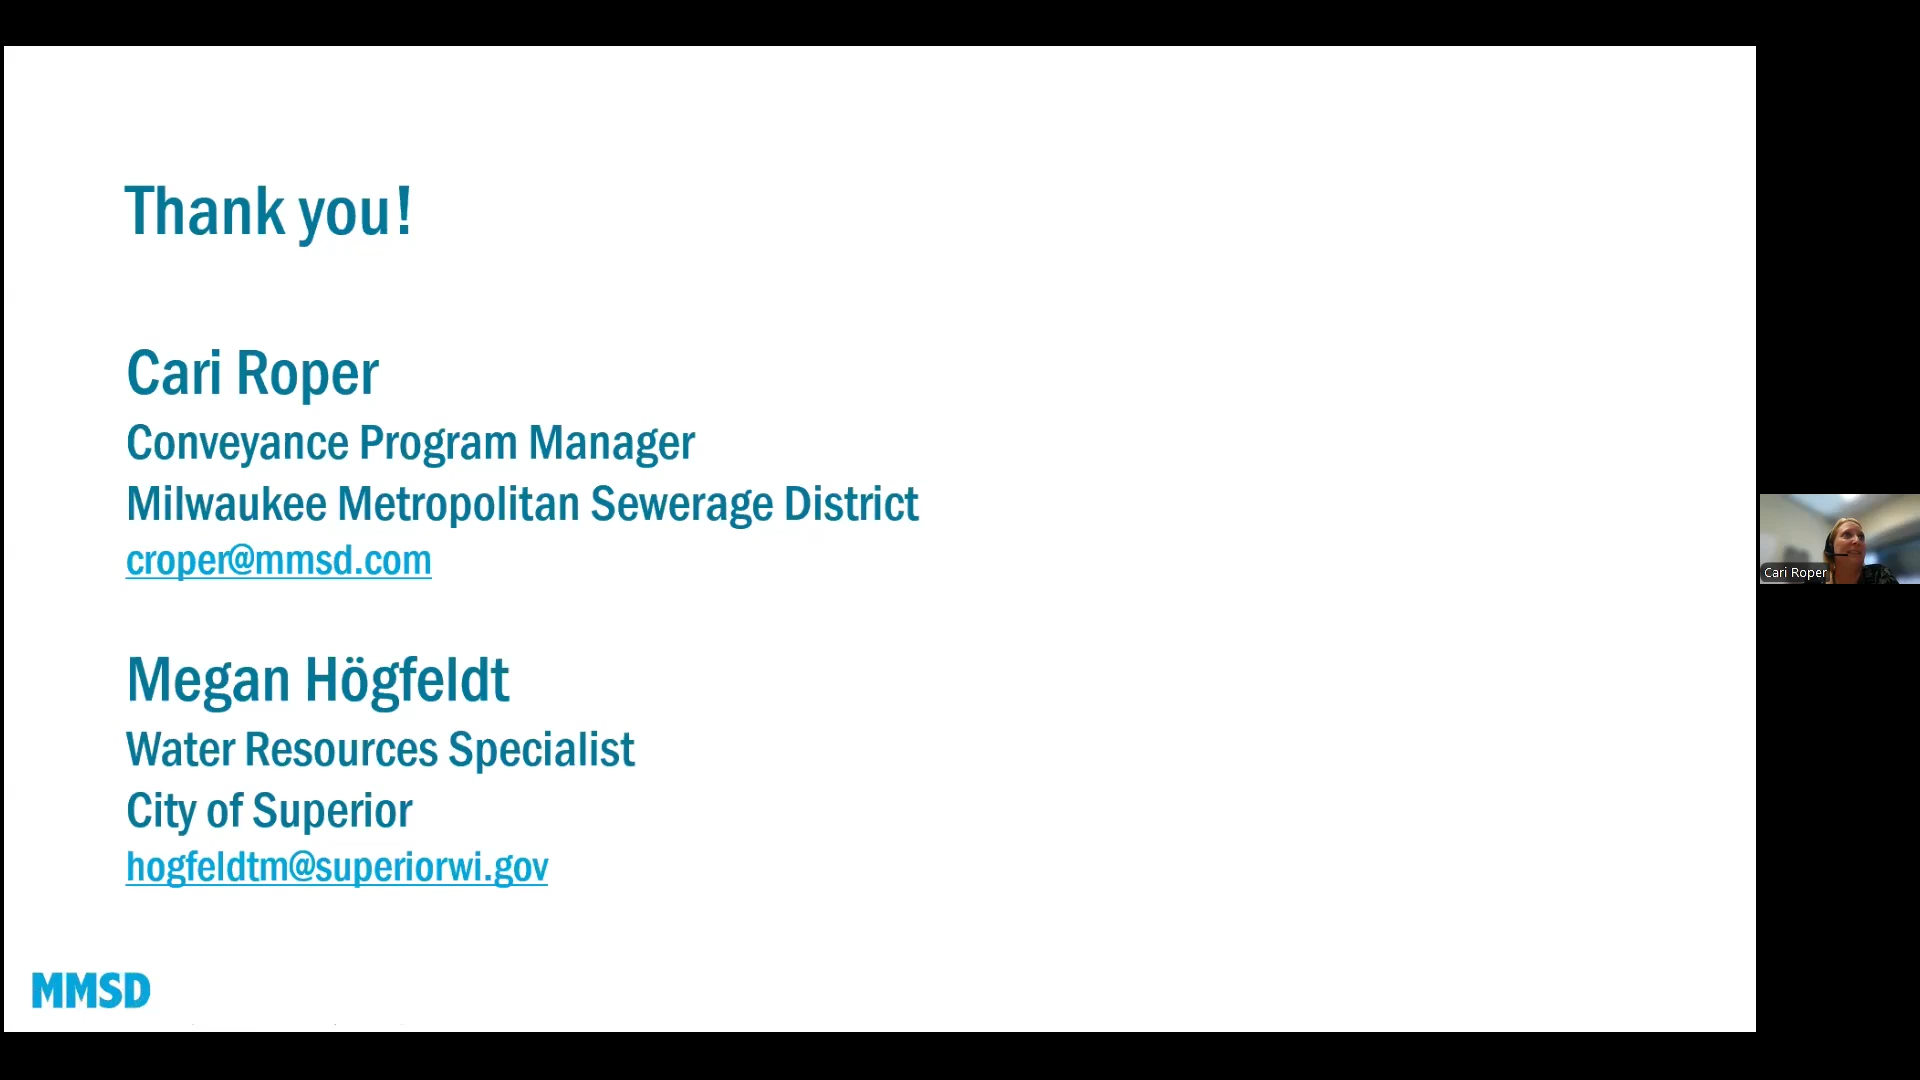 Thank you!
Cari Roper
Conveyance Program Manager
Milwaukee Metropolitan Sewerage District
croper@mmsd.com
Megan Högfeldt
Water Resources Specialist
City of Superior
hogfeldtm@superiorwi.gov
MMSD
Cari Roper